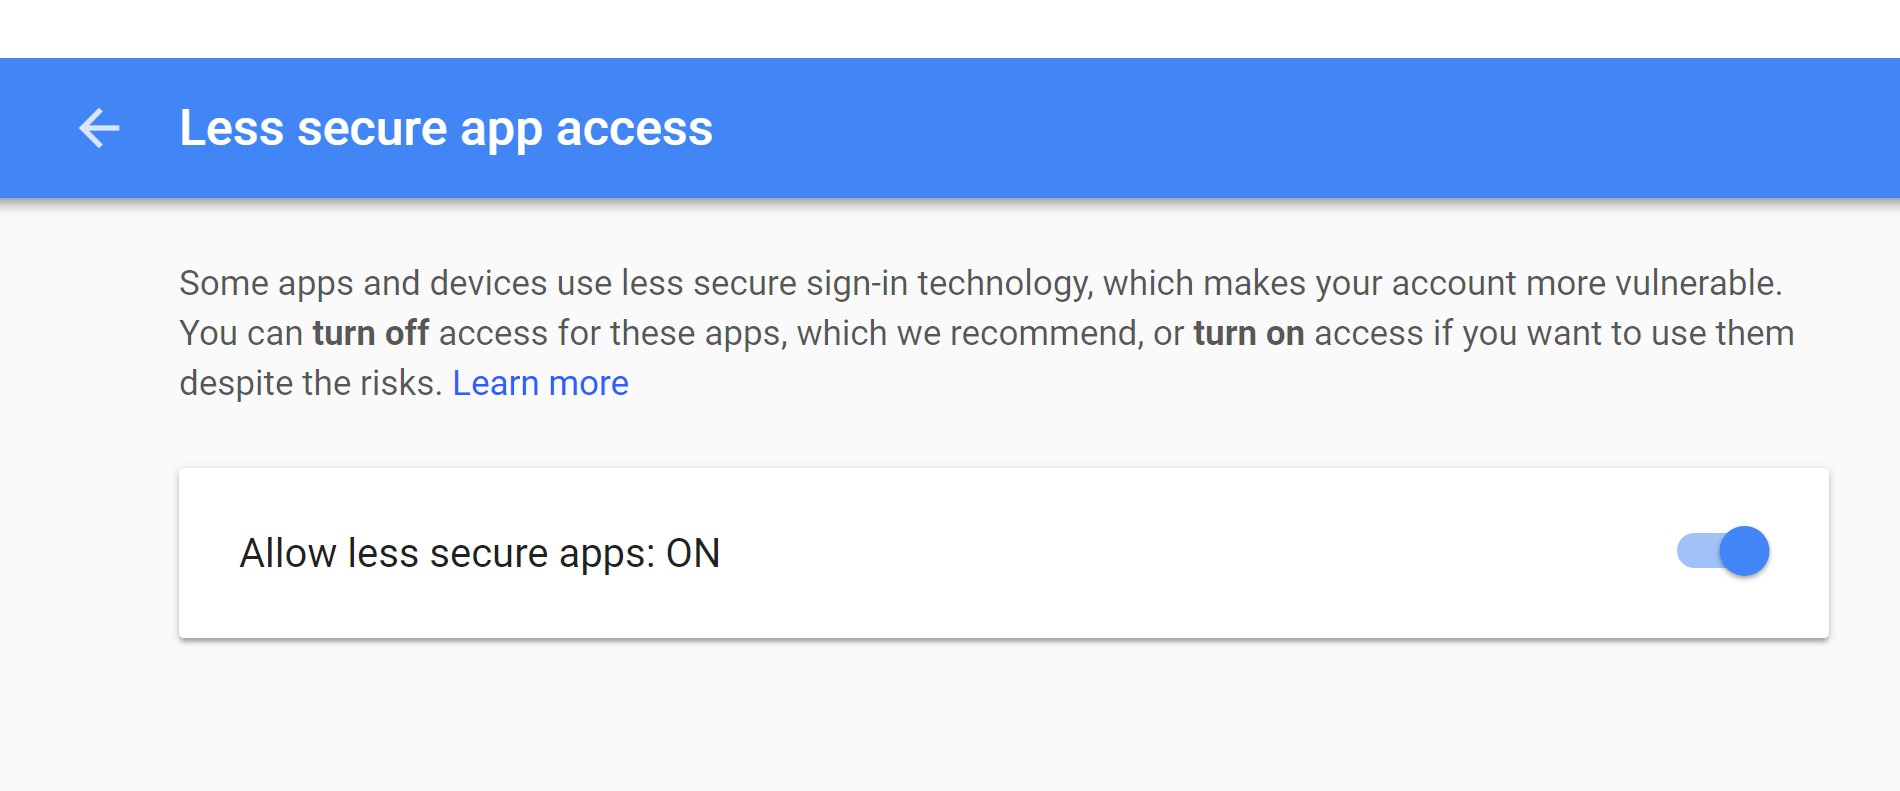 Less secure app access
Some apps and devices use less secure sign-in technology, which makes your account more vulnerable.
You can turn off access for these apps, which we recommend, or turn on access if you want to use them
despite the risks. Learn more
Allow less secure apps: ON